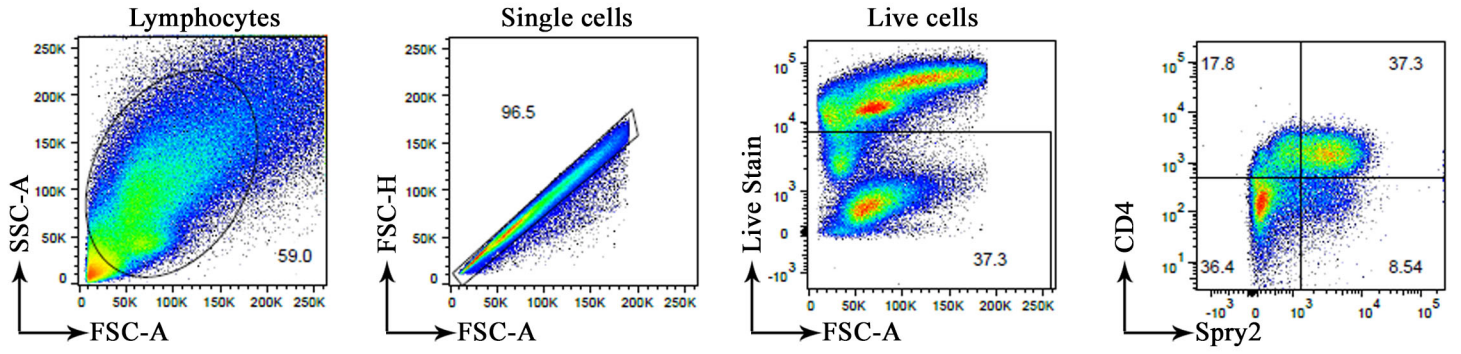 Lymphocytes
Single cells
Live cells
250K
200K
150K
100K
50K
0
SSC-A
59.0
0 50K 100K 150K 200K 250K
FSC-A
250K
200K
150K
100K
50K
0
FSC-H
96.5
0 50K 100K 150K 200K 250K
FSC-A
10^5
10^4
10^3
0
-10^3
Live Stain
37.3
0 50K 100K 150K 200K 250K
FSC-A
10^5
10^4
10^3
10^2
10^1
CD4
17.8 37.3
36.4 8.54
-10^3 0 10^3 10^4 10^5
Spry2